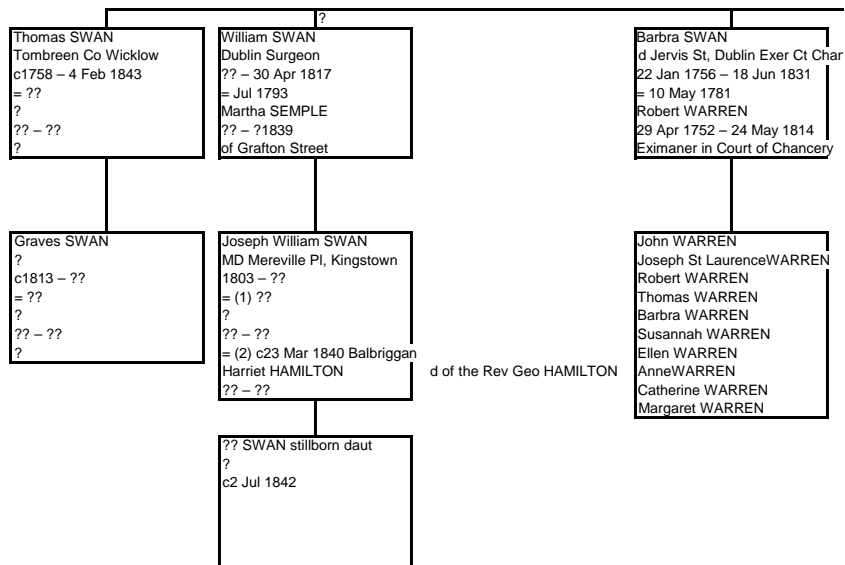 ?
Thomas SWAN
Tombreen Co Wicklow
c1758 – 4 Feb 1843
= ??
?
?? – ??
?
William SWAN
Dublin Surgeon
?? – 30 Apr 1817
= Jul 1793
Martha SEMPLE
?? – ?1839
of Grafton Street
Barbra SWAN
d Jervis St, Dublin Exer Ct Char
22 Jan 1756 – 18 Jun 1831
= 10 May 1781
Robert WARREN
29 Apr 1752 – 24 May 1814
Eximaner in Court of Chancery
Graves SWAN
?
c1813 – ??
= ??
?
?? – ??
?
Joseph William SWAN
MD Mereville Pl, Kingstown
1803 – ??
= (1) ??
?
?? – ??
= (2) c23 Mar 1840 Balbriggan
Harriet HAMILTON
d of the Rev Geo HAMILTON
?? – ??
John WARREN
Joseph St LaurenceWARREN
Robert WARREN
Thomas WARREN
Barbra WARREN
Susannah WARREN
Ellen WARREN
AnneWARREN
Catherine WARREN
Margaret WARREN
?? SWAN stillborn daut
?
c2 Jul 1842